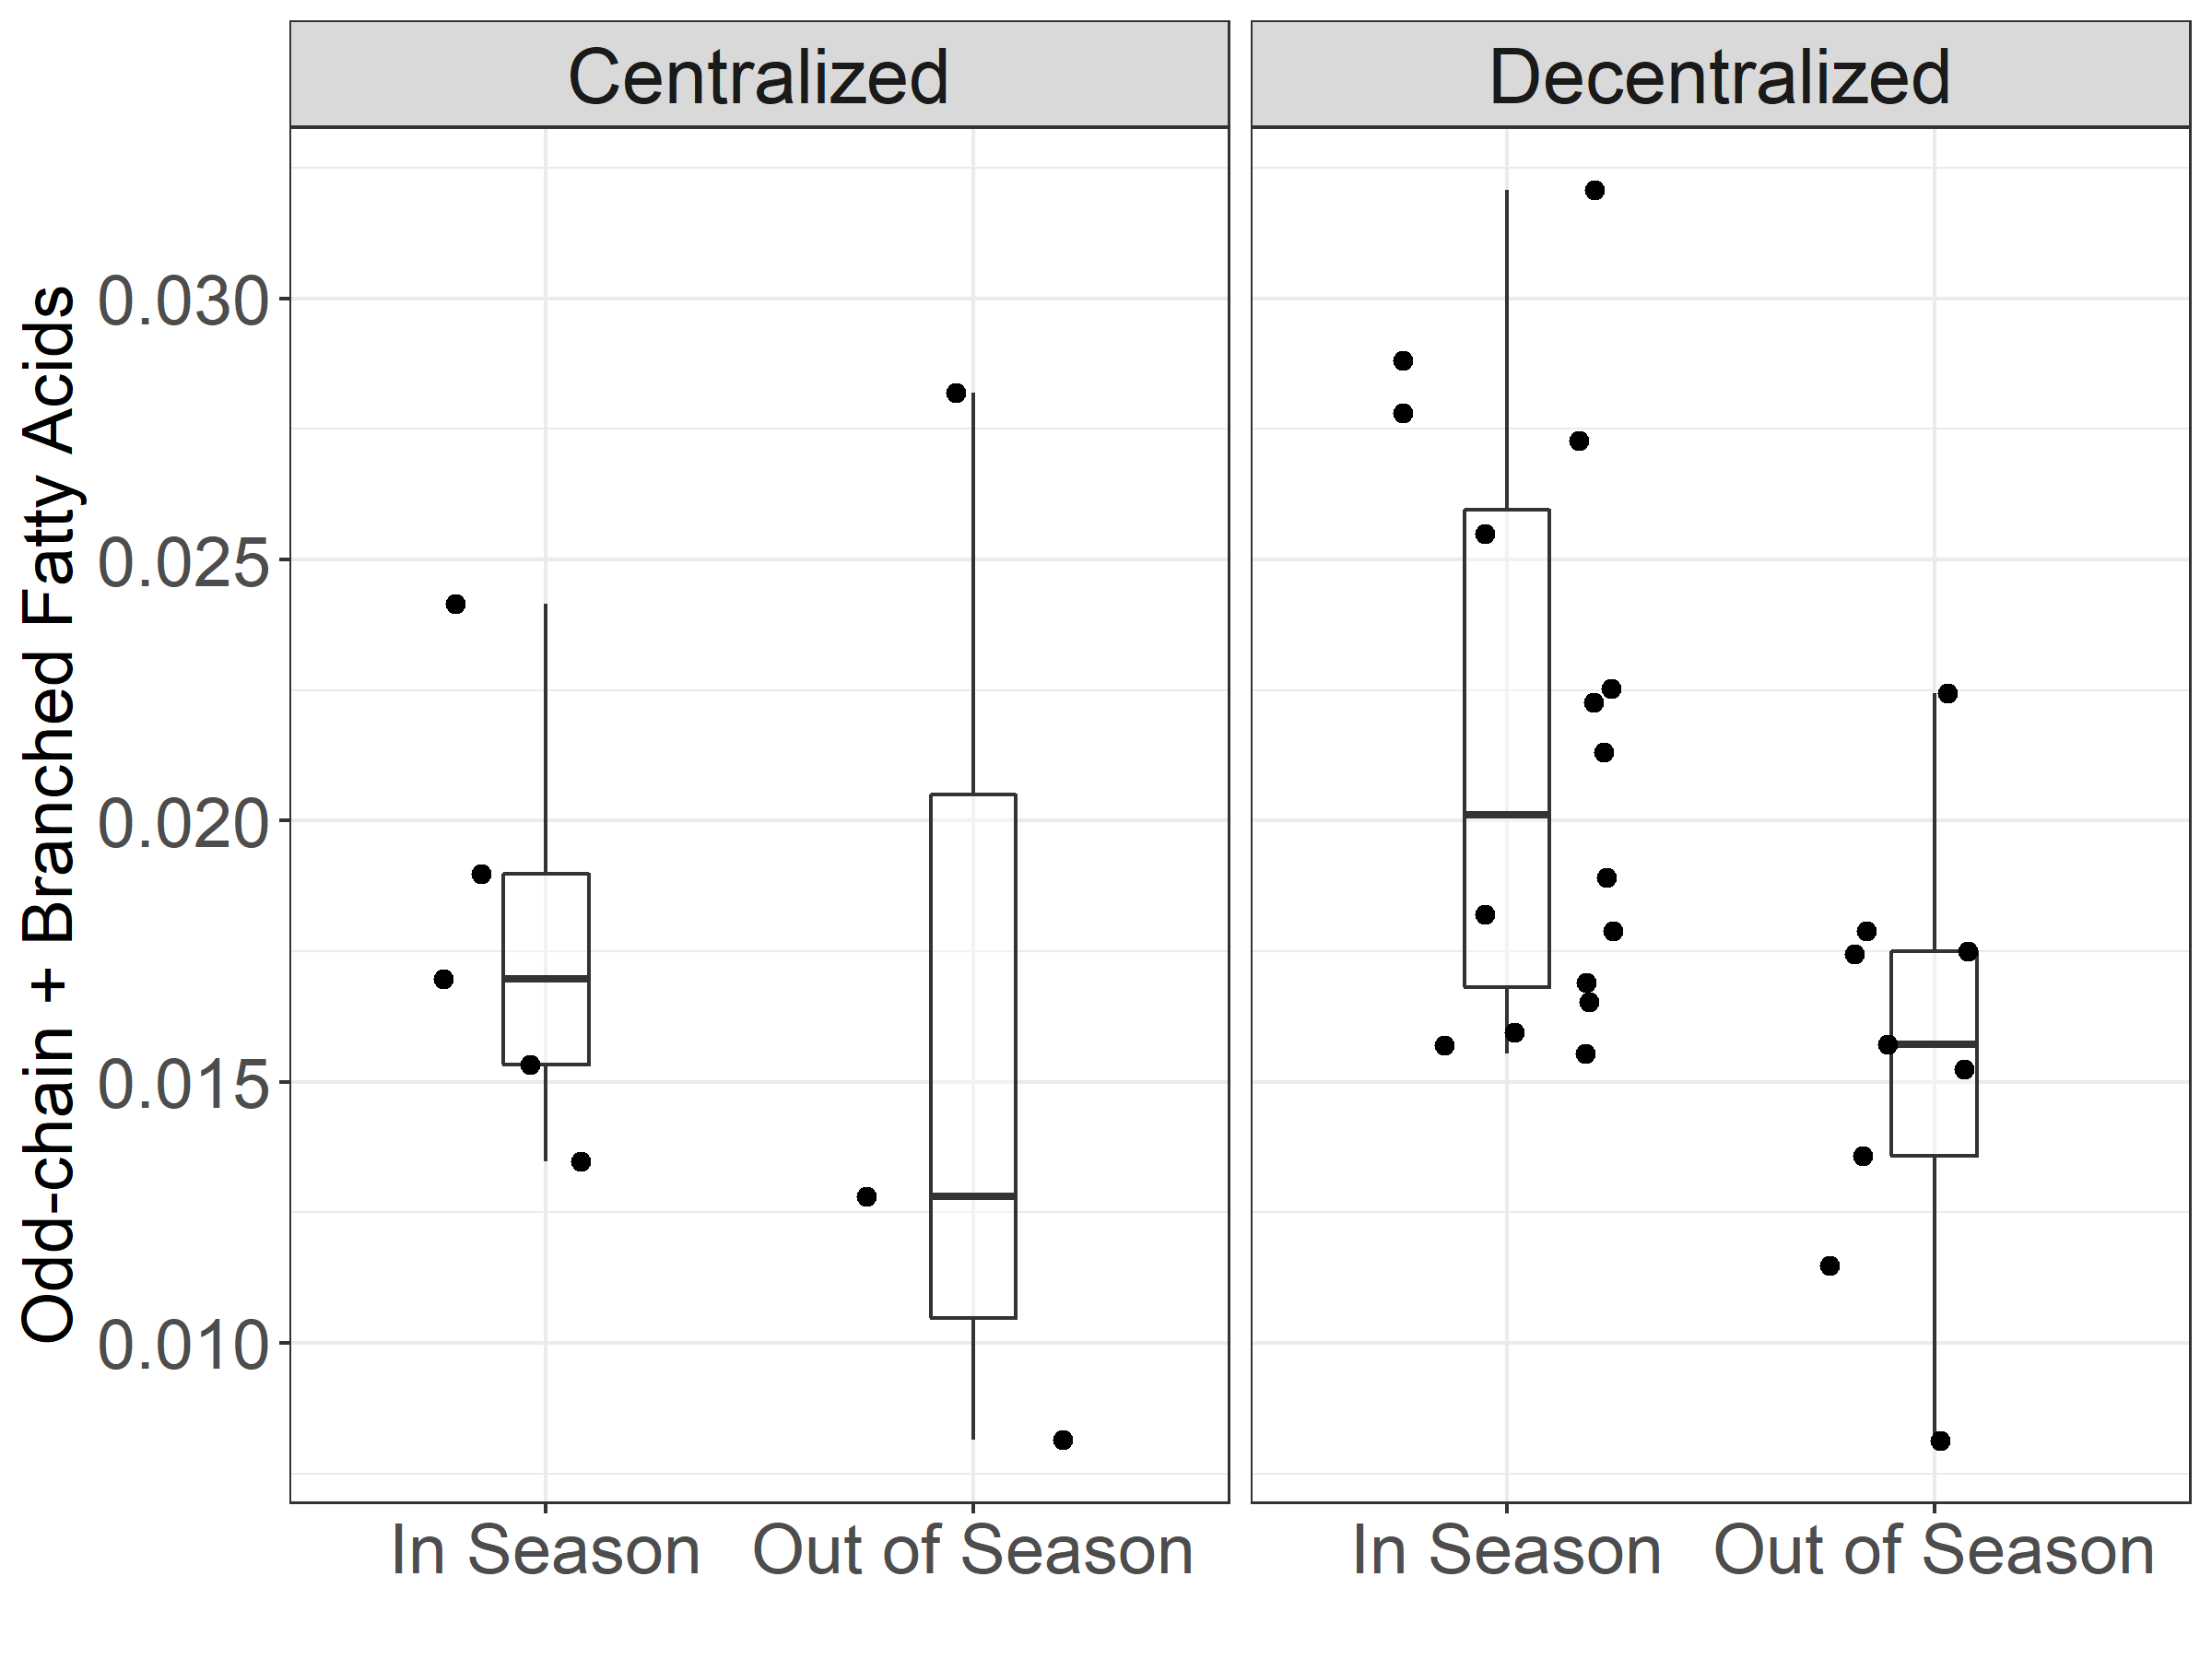 Centralized
Decentralized
Odd-chain + Branched Fatty Acids
0.030
0.025
0.020
0.015
0.010
In Season
Out of Season
In Season
Out of Season